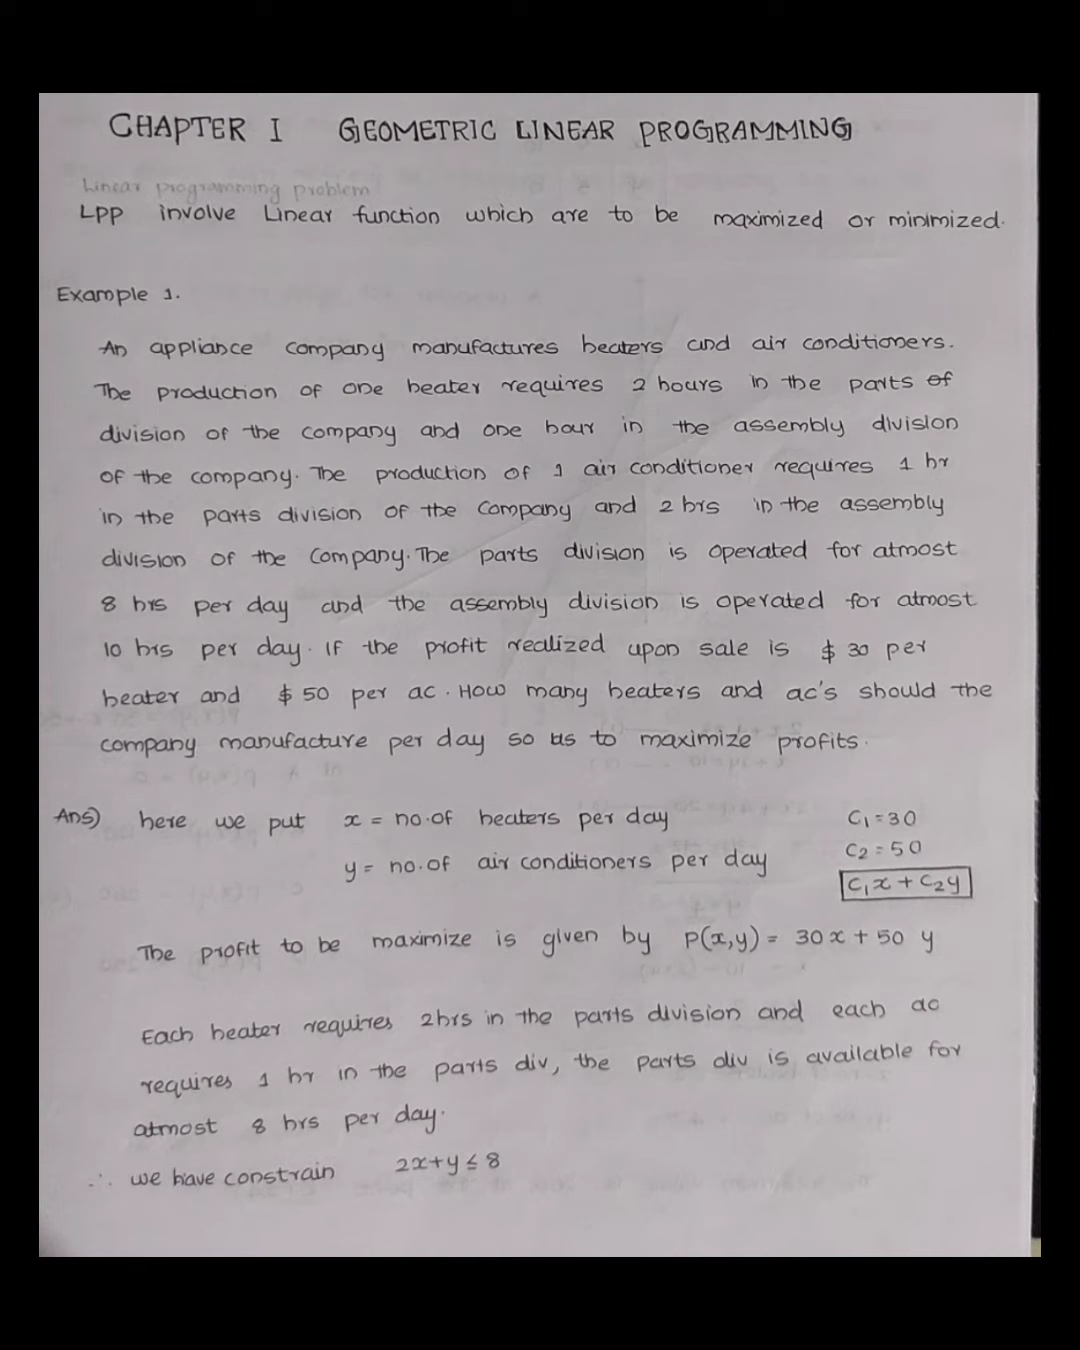 CHAPTER I GEOMETRIC LINEAR PROGRAMMING
Linear programming problem
LPP involve Linear function which are to be maximized or minimized.
Example 1.
An appliance company manufactures heaters and air conditioners.
The production of one heater requires 2 hours in the parts of
division of the company and one hour in the assembly division
of the company. The production of 1 air conditioner requires 1 hr
in the parts division of the company and 2 hrs in the assembly
division of the company. The parts division is operated for atmost
8 hrs per day and the assembly division is operated for atmost
10 hrs per day. If the profit realized upon sale is $ 30 per
heater and $ 50 per ac. How many heaters and ac's should the
company manufacture per day so as to maximize profits.
Ans) here we put x = no.of heaters per day C₁ = 30
y = no.of air conditioners per day C₂ = 50
C₁x + C₂y
The profit to be maximize is given by P(x,y) = 30x + 50 y
Each heater requires 2hrs in the parts division and each ac
requires 1 hr in the parts div, the parts div is available for
atmost 8 hrs per day.
∴ we have constrain 2x+y ≤ 8